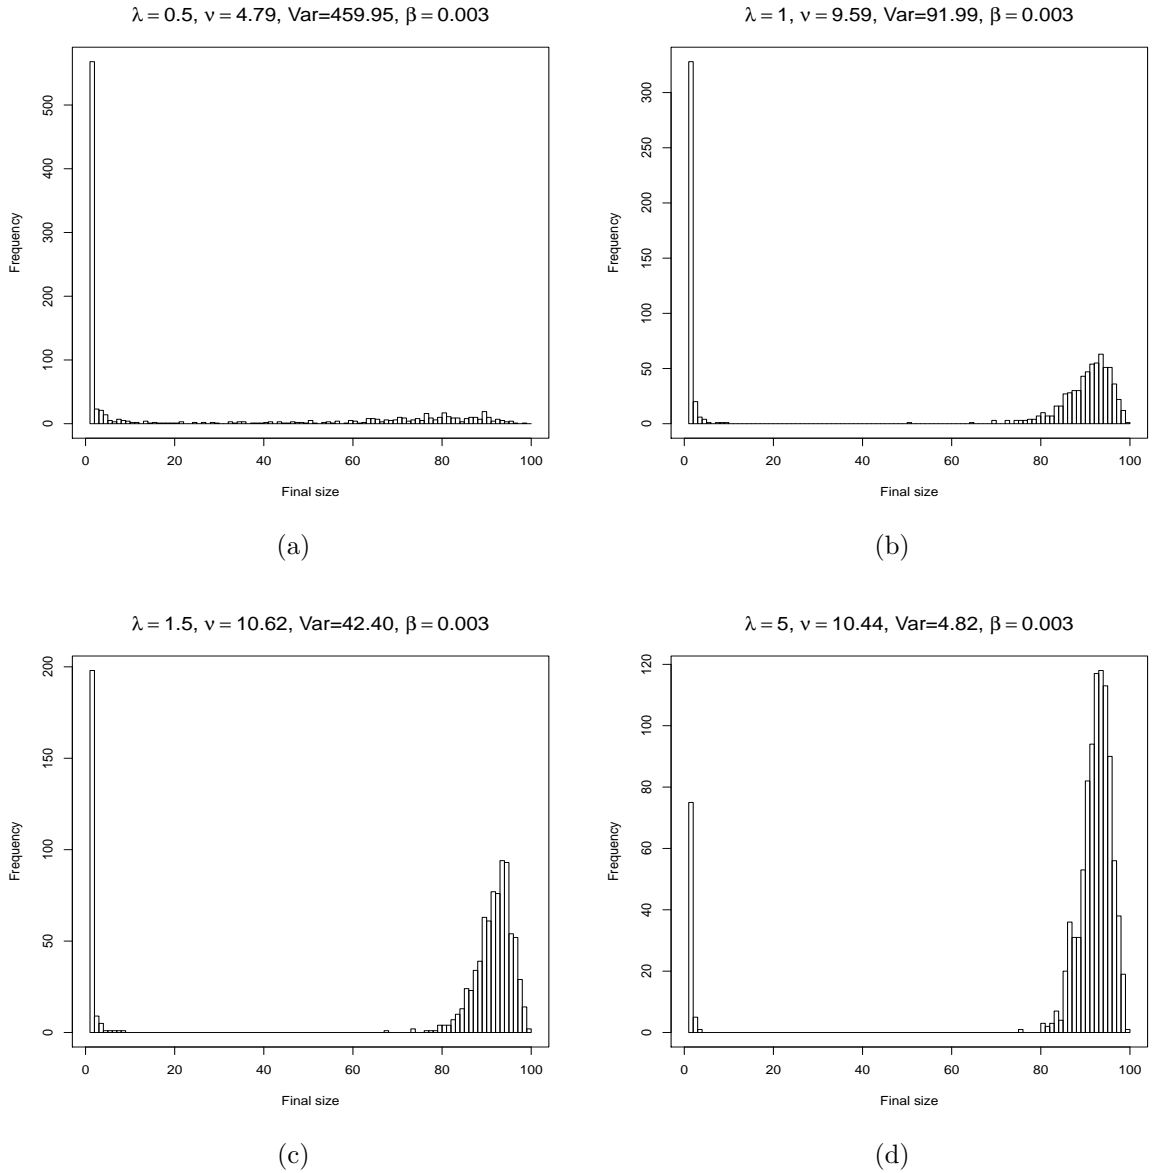 λ = 0.5, ν = 4.79, Var=459.95, β = 0.003
Frequency
0 100 200 300 400 500
0 20 40 60 80 100
Final size
(a)
λ = 1, ν = 9.59, Var=91.99, β = 0.003
Frequency
0 50 100 150 200 250 300
0 20 40 60 80 100
Final size
(b)
λ = 1.5, ν = 10.62, Var=42.40, β = 0.003
Frequency
0 50 100 150 200
0 20 40 60 80 100
Final size
(c)
λ = 5, ν = 10.44, Var=4.82, β = 0.003
Frequency
0 20 40 60 80 100 120
0 20 40 60 80 100
Final size
(d)